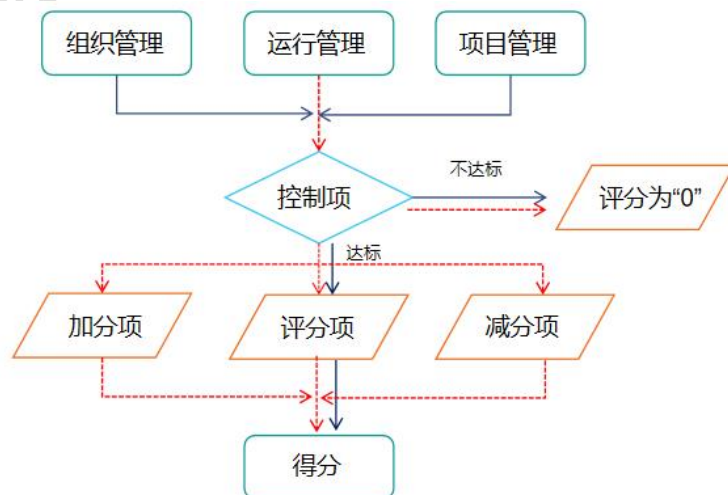 组织管理
运行管理
项目管理
控制项
不达标
评分为“0”
达标
加分项
评分项
减分项
得分